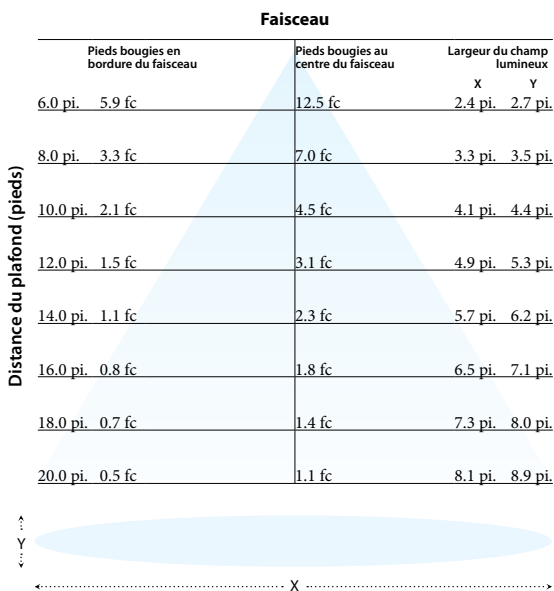 Faisceau
Pieds bougies en bordure du faisceau Pieds bougies au centre du faisceau Largeur du champ lumineux
X Y
Distance du plafond (pieds)
6.0 pi. 5.9 fc 12.5 fc 2.4 pi. 2.7 pi.
8.0 pi. 3.3 fc 7.0 fc 3.3 pi. 3.5 pi.
10.0 pi. 2.1 fc 4.5 fc 4.1 pi. 4.4 pi.
12.0 pi. 1.5 fc 3.1 fc 4.9 pi. 5.3 pi.
14.0 pi. 1.1 fc 2.3 fc 5.7 pi. 6.2 pi.
16.0 pi. 0.8 fc 1.8 fc 6.5 pi. 7.1 pi.
18.0 pi. 0.7 fc 1.4 fc 7.3 pi. 8.0 pi.
20.0 pi. 0.5 fc 1.1 fc 8.1 pi. 8.9 pi.
Y
X